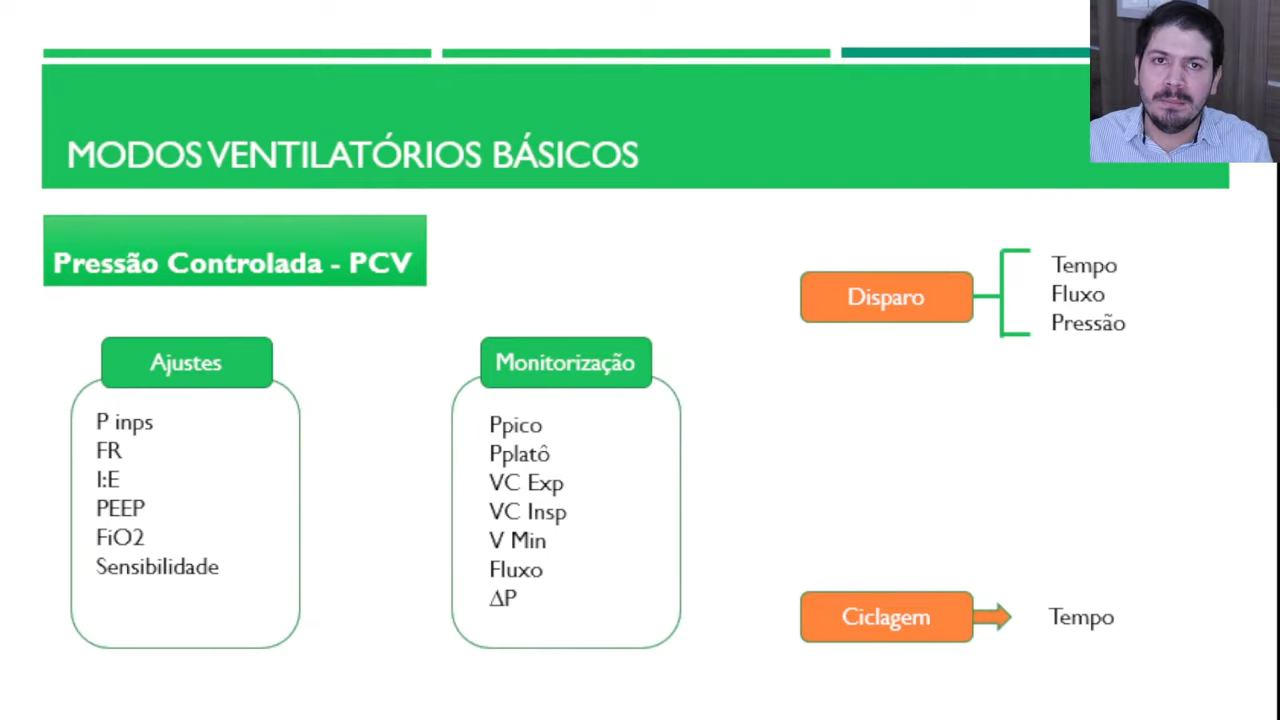 MODOS VENTILATÓRIOS BÁSICOS
Pressão Controlada - PCV
Ajustes
P inps
FR
I:E
PEEP
FiO2
Sensibilidade
Monitorização
Ppico
Pplatô
VC Exp
VC Insp
V Min
Fluxo
ΔP
Disparo
Tempo
Fluxo
Pressão
Ciclagem
Tempo